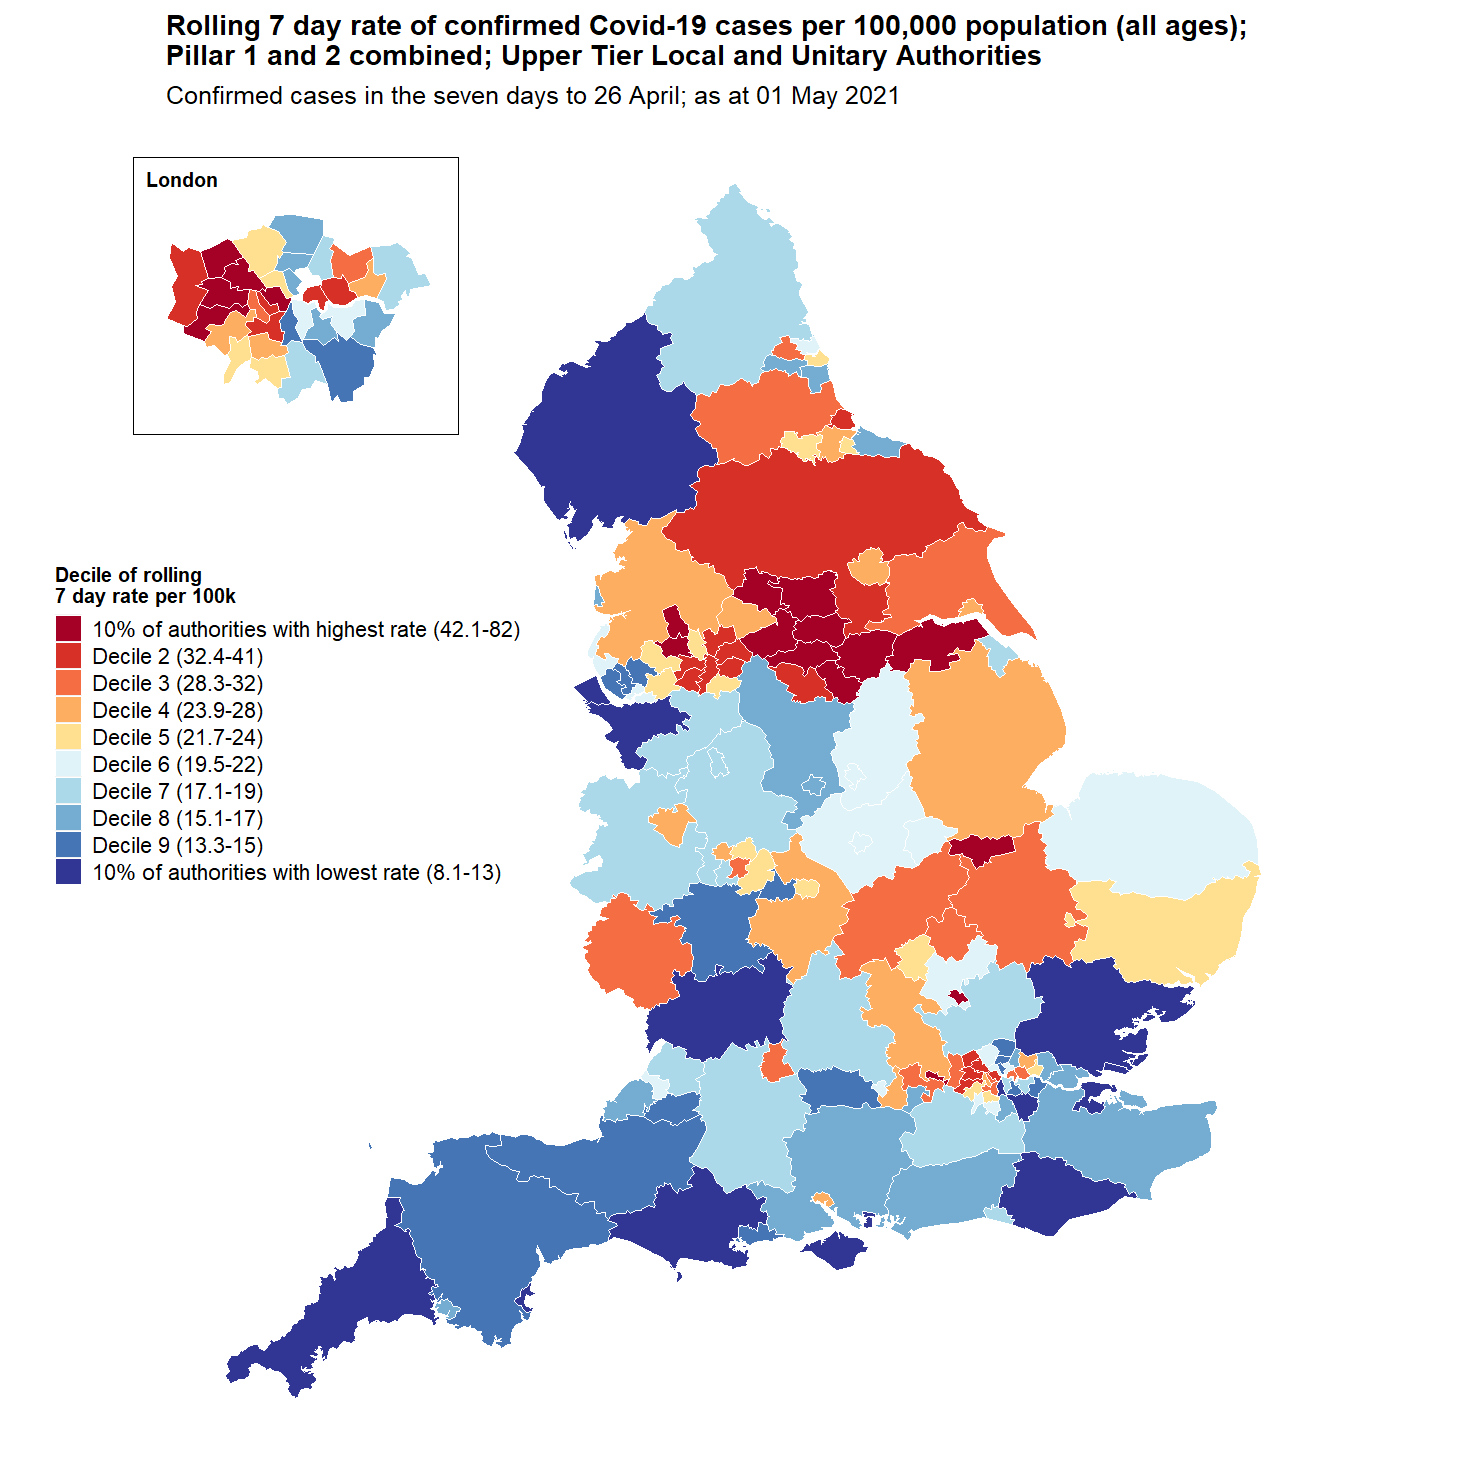 Rolling 7 day rate of confirmed Covid-19 cases per 100,000 population (all ages);
Pillar 1 and 2 combined; Upper Tier Local and Unitary Authorities
Confirmed cases in the seven days to 26 April; as at 01 May 2021
London
Decile of rolling
7 day rate per 100k
10% of authorities with highest rate (42.1-82)
Decile 2 (32.4-41)
Decile 3 (28.3-32)
Decile 4 (23.9-28)
Decile 5 (21.7-24)
Decile 6 (19.5-22)
Decile 7 (17.1-19)
Decile 8 (15.1-17)
Decile 9 (13.3-15)
10% of authorities with lowest rate (8.1-13)